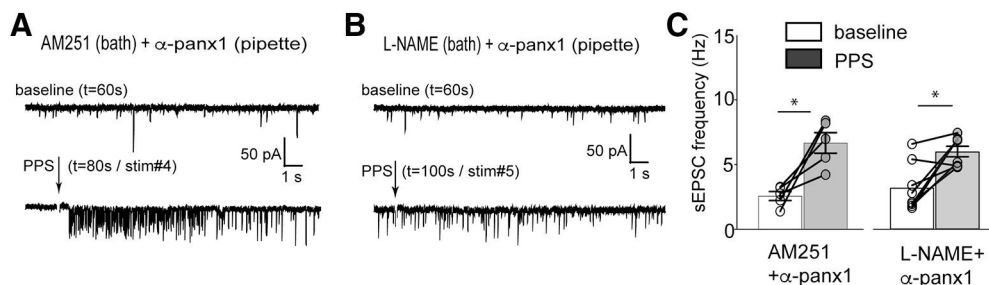 A
AM251 (bath) + α-panx1 (pipette)
baseline (t=60s)
50 pA
1 s
PPS
(t=80s / stim#4)
B
L-NAME (bath) + α-panx1 (pipette)
baseline (t=60s)
50 pA
1 s
PPS
(t=100s / stim#5)
C
baseline
PPS
sEPSC frequency (Hz)
15
10
5
0
*
*
AM251
+α-panx1
L-NAME+
α-panx1